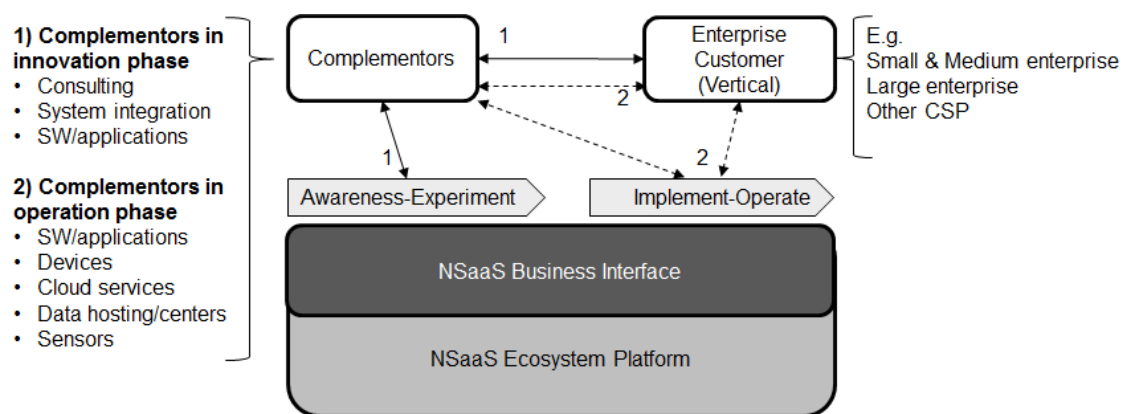 1) Complementors in
innovation phase
• Consulting
• System integration
• SW/applications
2) Complementors in
operation phase
• SW/applications
• Devices
• Cloud services
• Data hosting/centers
• Sensors
Complementors
1
2
Enterprise
Customer
(Vertical)
E.g.
Small & Medium enterprise
Large enterprise
Other CSP
1
2
Awareness-Experiment
Implement-Operate
NSaaS Business Interface
NSaaS Ecosystem Platform